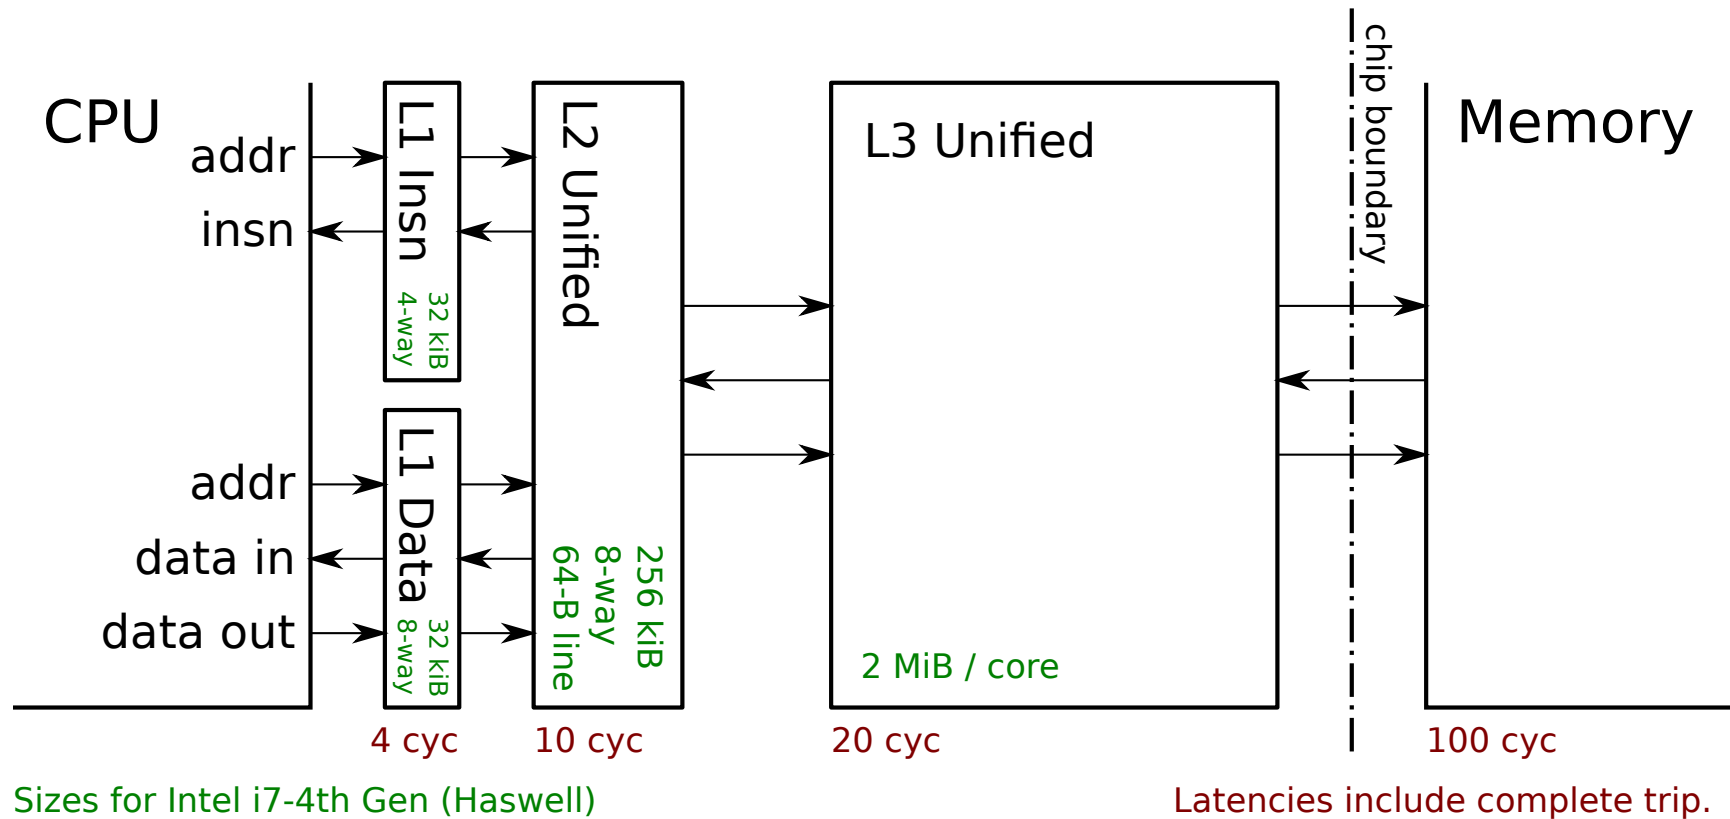 CPU
addr
insn
addr
data in
data out
L1 Insn
32 kiB
4-way
L1 Data
32 kiB
8-way
L2 Unified
256 kiB
8-way
64-B line
L3 Unified
2 MiB / core
chip boundary
Memory
4 cyc
10 cyc
20 cyc
100 cyc
Sizes for Intel i7-4th Gen (Haswell)
Latencies include complete trip.